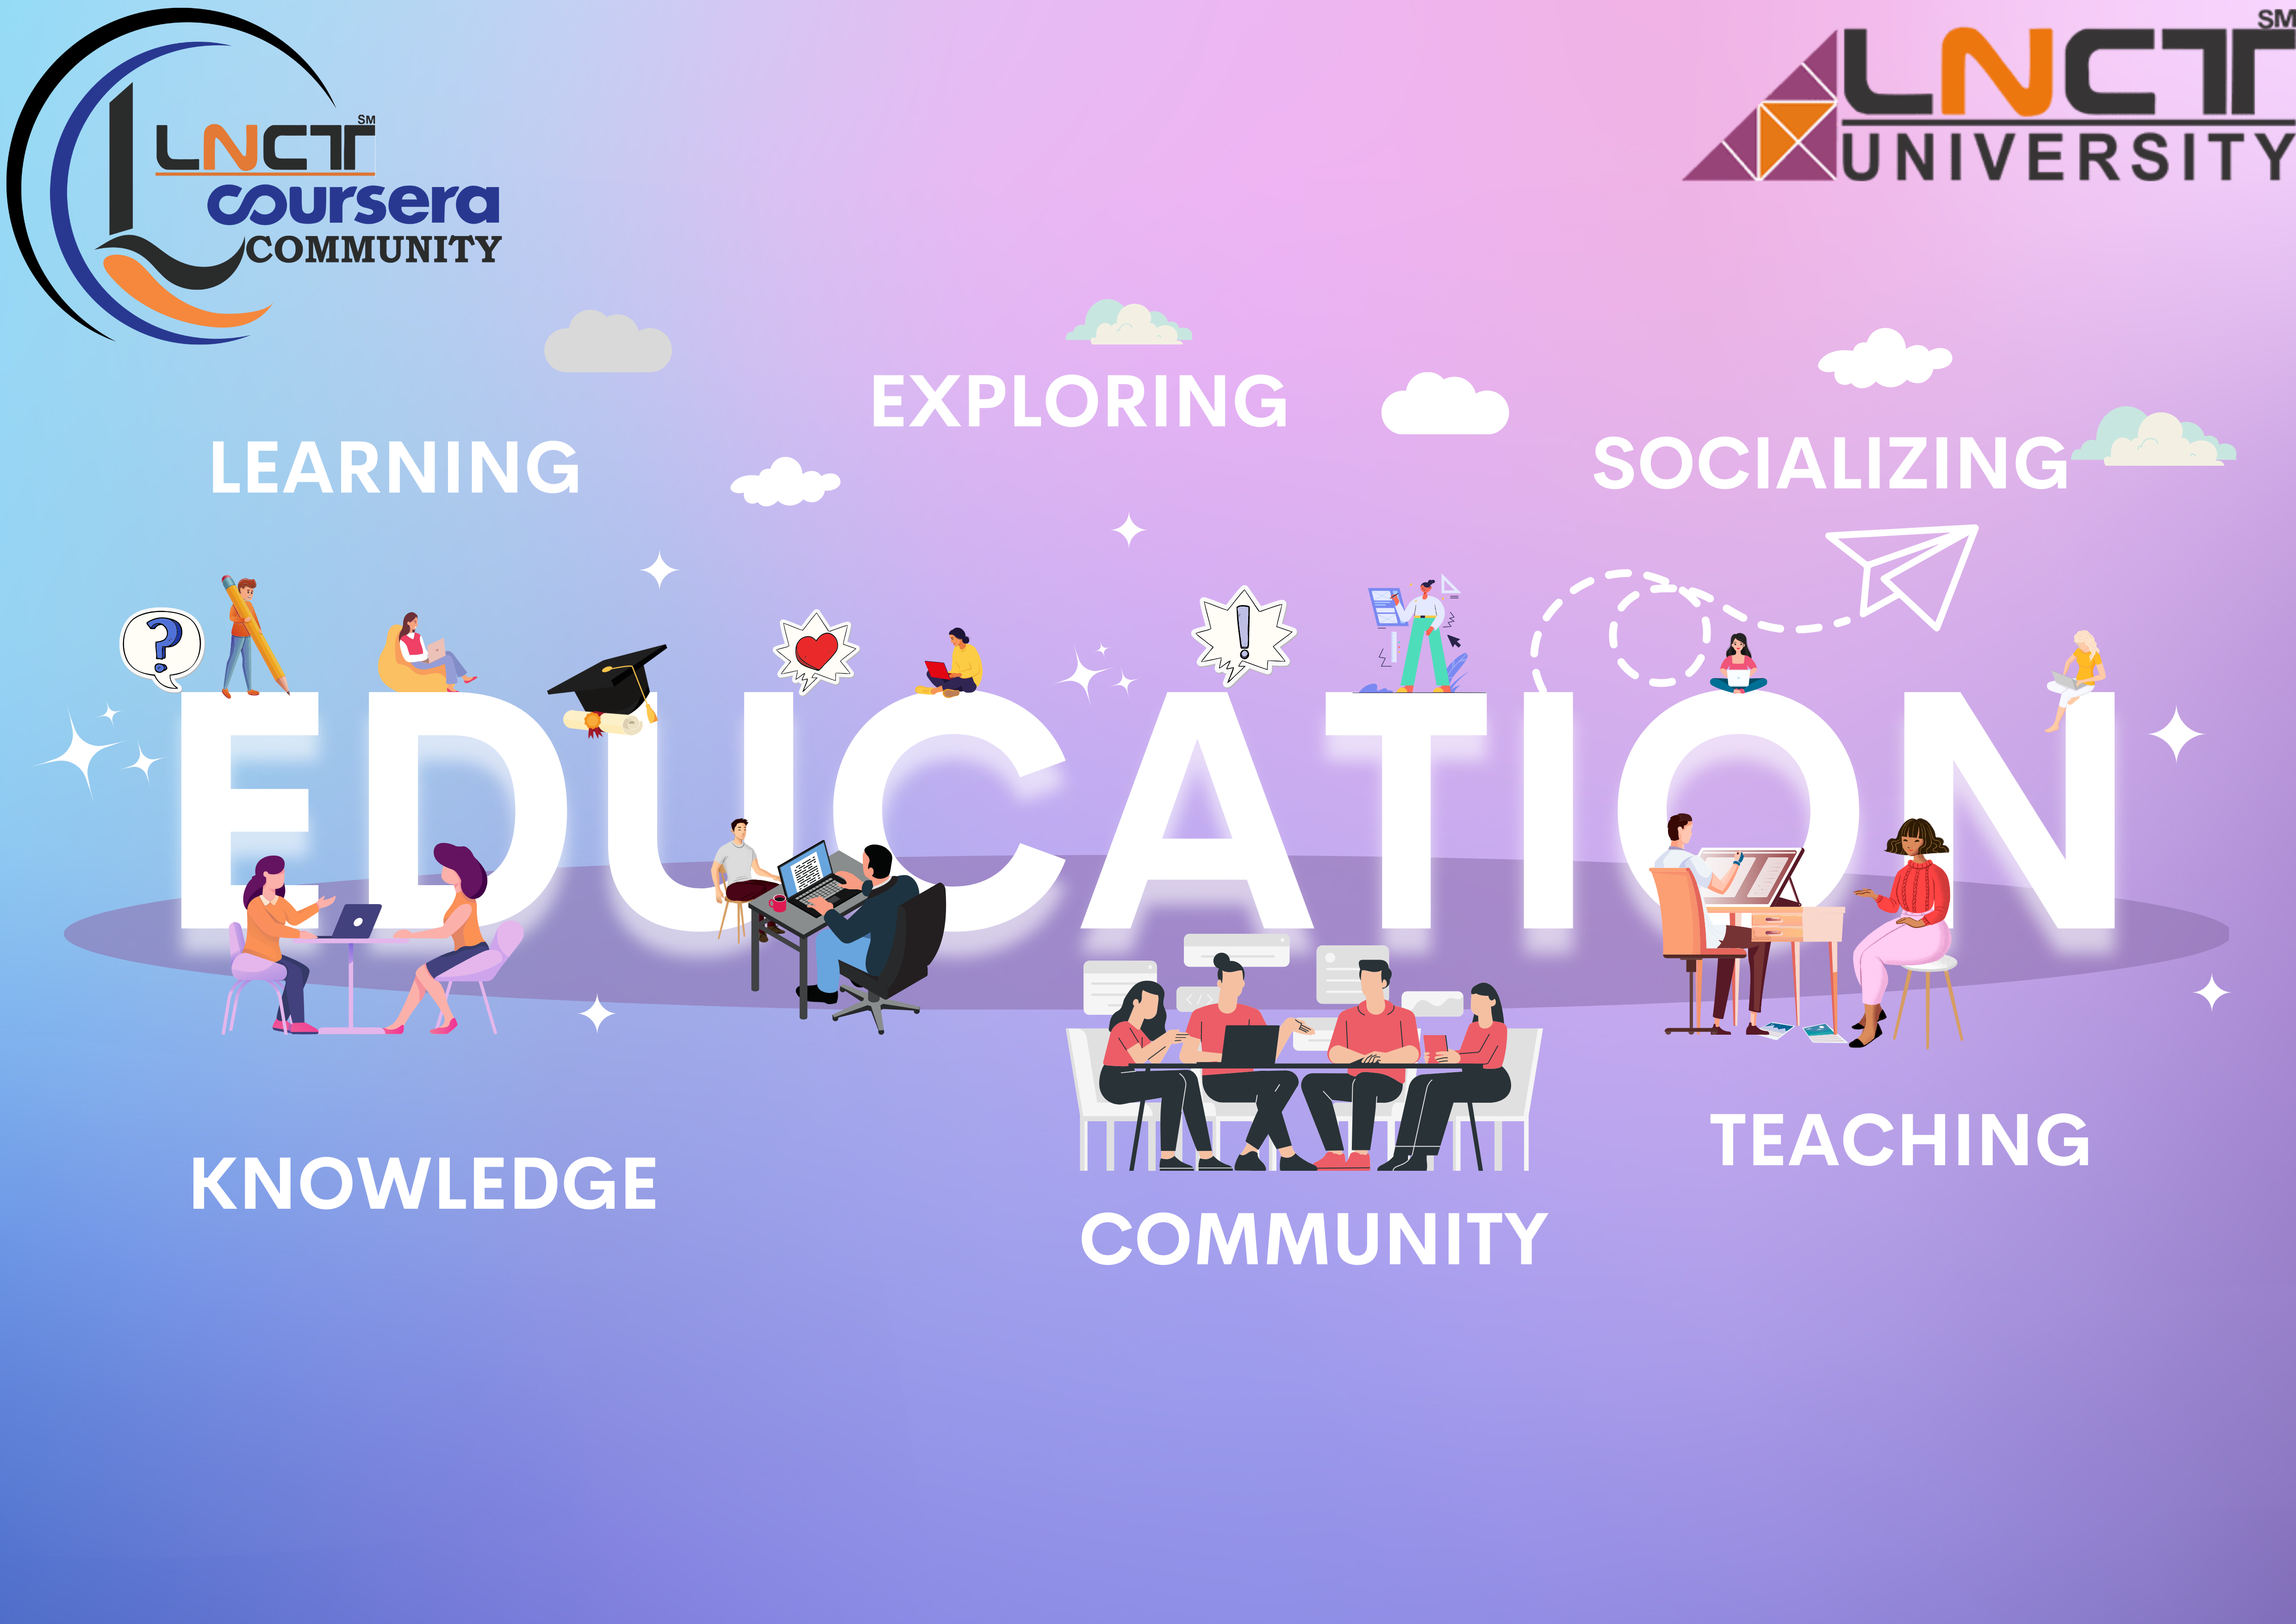 LNCT SM
coursera
COMMUNITY
LNCT SM
UNIVERSITY
LEARNING
EXPLORING
SOCIALIZING
?
!
EDUCATION
</>
KNOWLEDGE
COMMUNITY
TEACHING